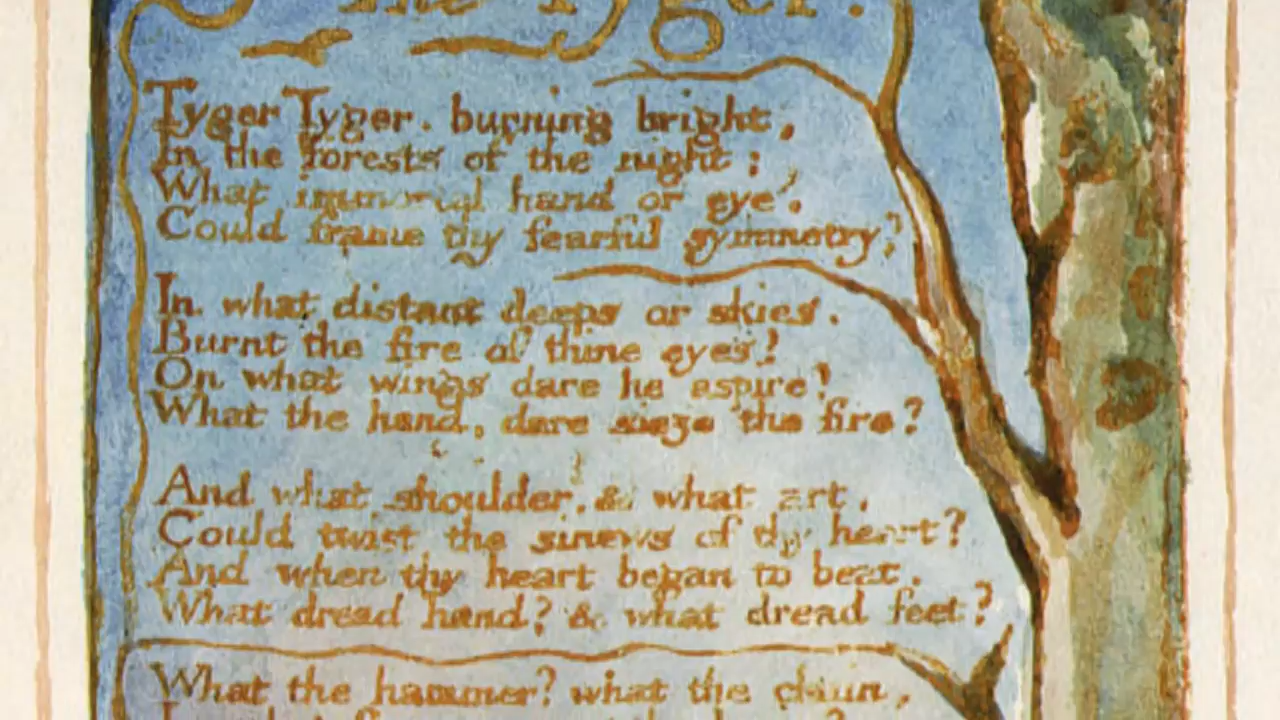 The Tyger.
Tyger Tyger. burning bright,
In the forests of the night;
What immortal hand or eye.
Could frame thy fearful symmetry?
In what distant deeps or skies.
Burnt the fire of thine eyes!
On what wings dare he aspire!
What the hand, dare sieze the fire?
And what shoulder, & what art,
Could twist the sinews of thy heart?
And when thy heart began to beat.
What dread hand? & what dread feet?
What the hammer? what the chain,